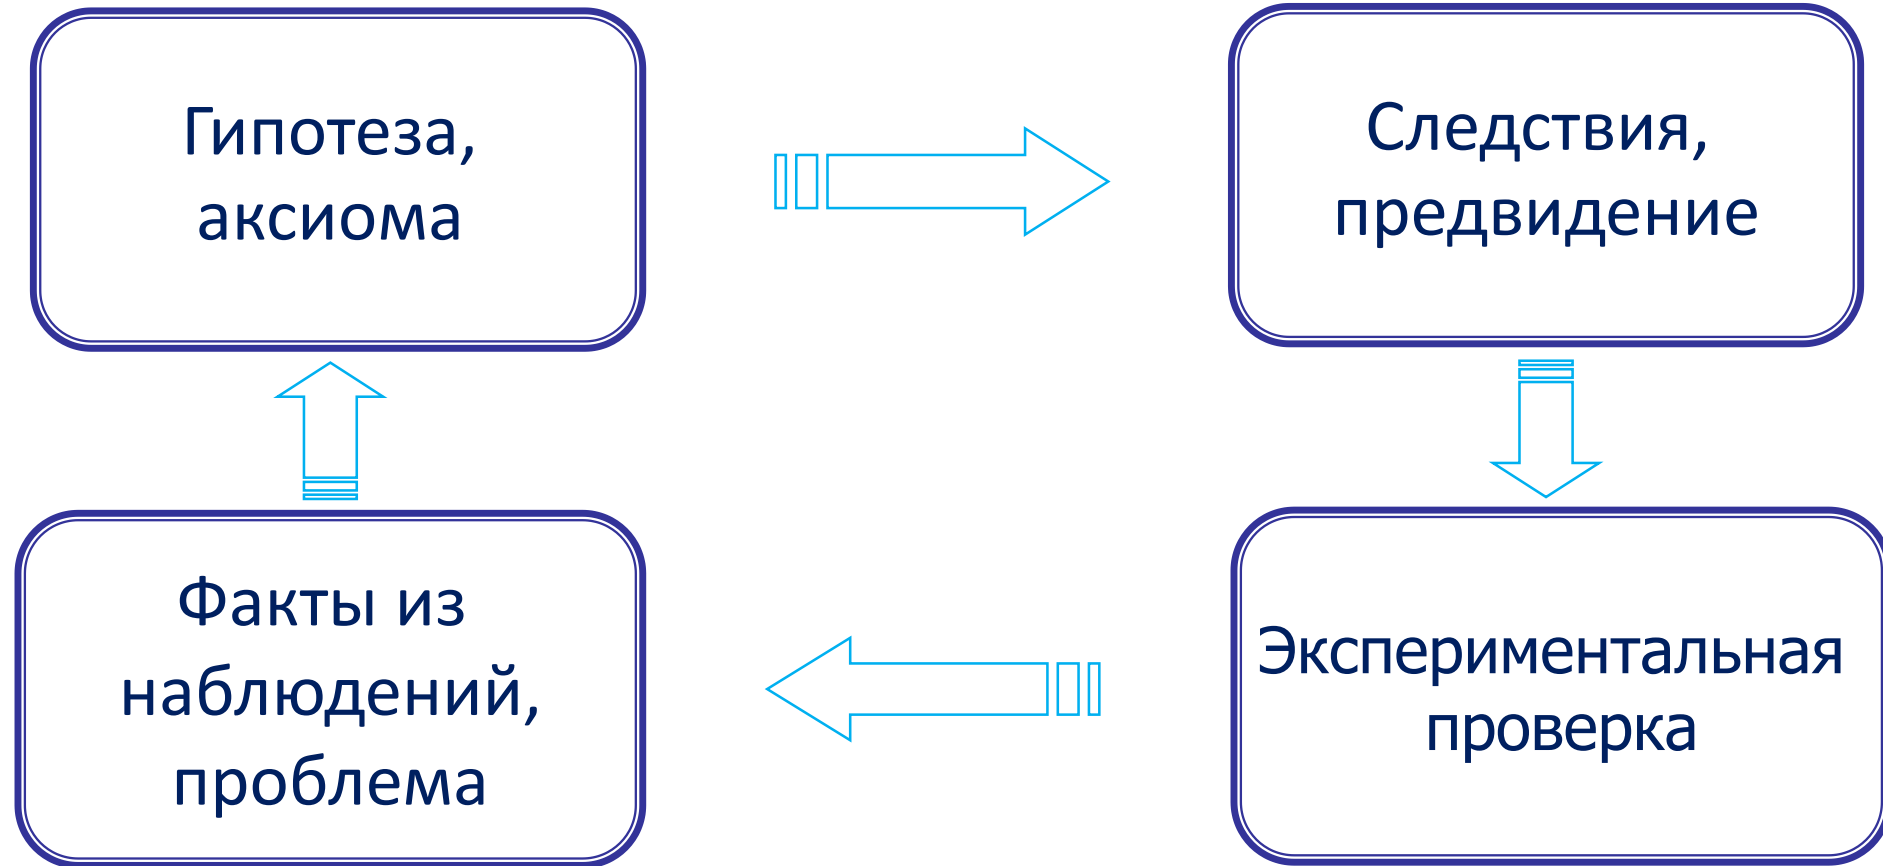 Гипотеза,
аксиома
Следствия,
предвидение
Факты из
наблюдений,
проблема
Экспериментальная
проверка